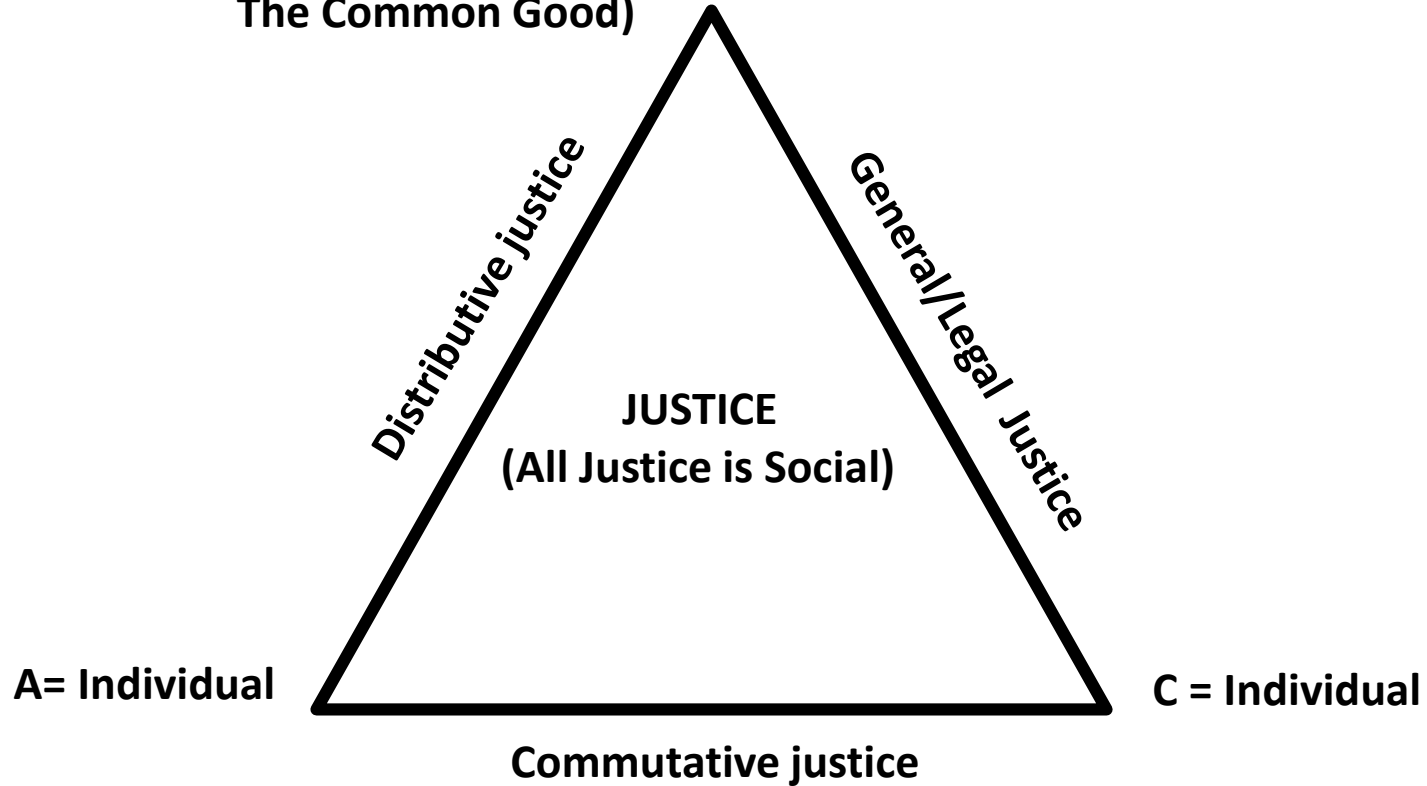 The Common Good)
Distributive justice
General/Legal Justice
JUSTICE
(All Justice is Social)
A= Individual
C = Individual
Commutative justice